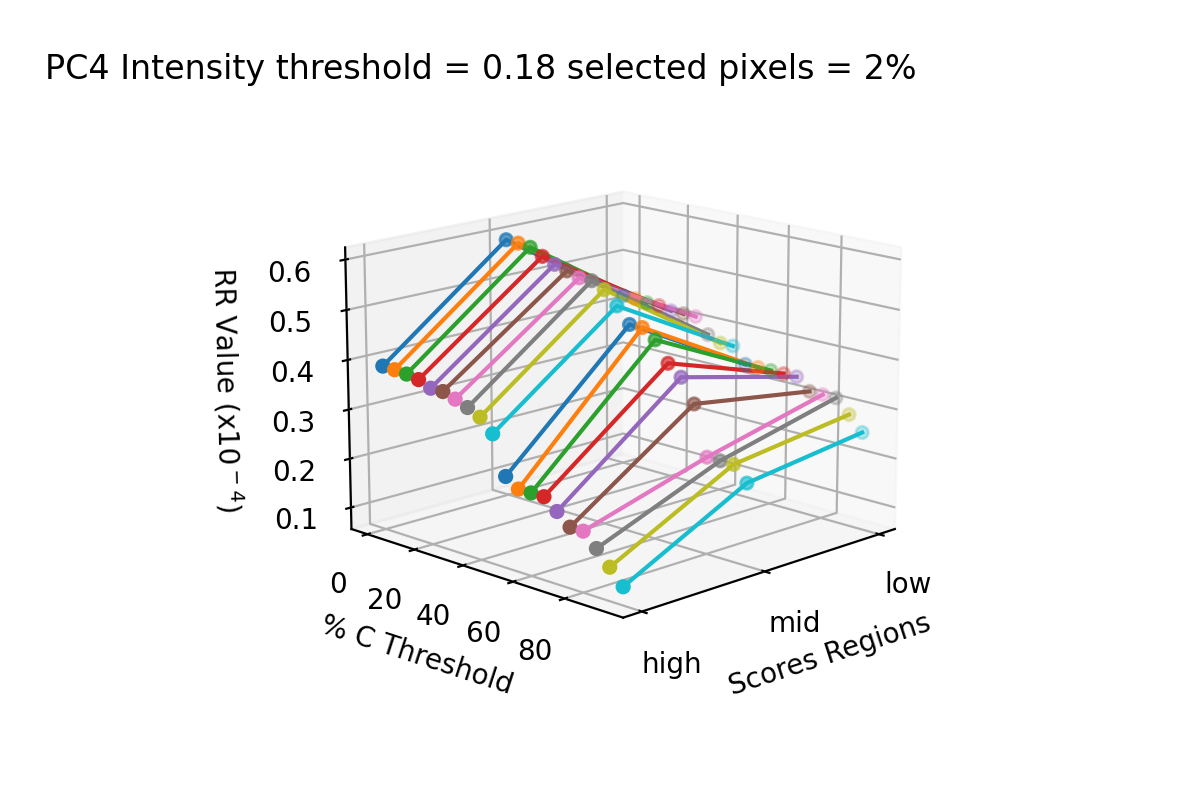 PC4 Intensity threshold = 0.18 selected pixels = 2%
RR Value (x10⁻⁴)
0.6
0.5
0.4
0.3
0.2
0.1
0
20
40
60
80
% C Threshold
high
mid
low
Scores Regions